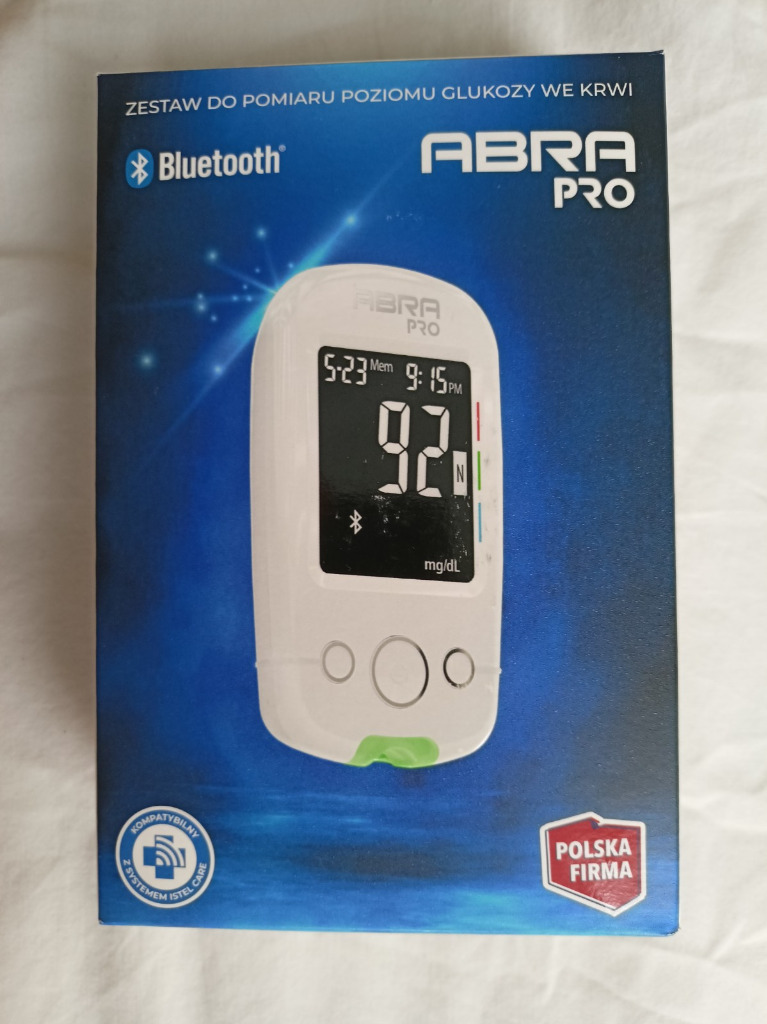 ZESTAW DO POMIARU POZIOMU GLUKOZY WE KRWI
Bluetooth®
ABRA
PRO
ABRA
PRO
5-23 Mem 9:15 PM
92
N
mg/dL
KOMPATYBILNY
Z SYSTEMEM ISTEL CARE
POLSKA
FIRMA